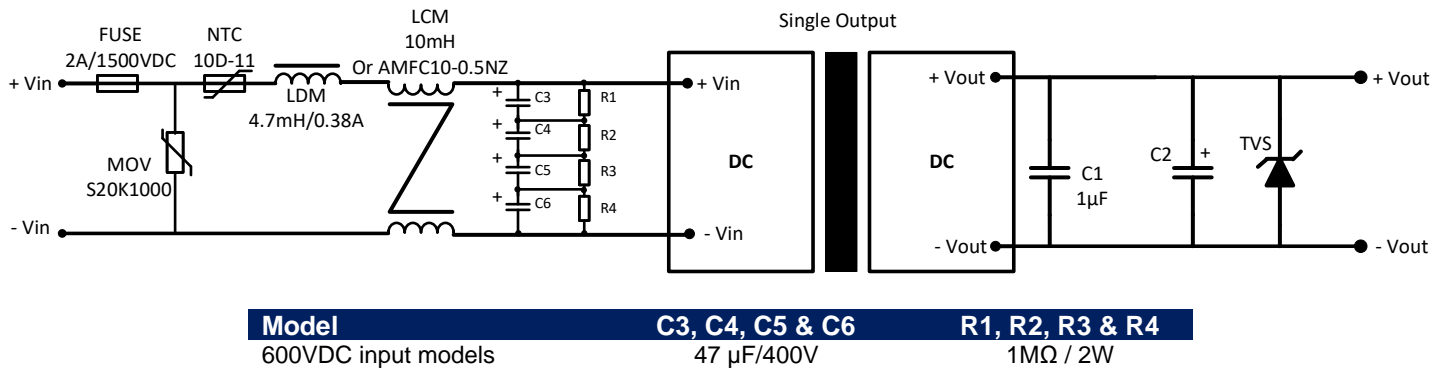 Single Output
FUSE
2A/1500VDC
NTC
10D-11
LCM
10mH
Or AMFC10-0.5NZ
LDM
4.7mH/0.38A
MOV
S20K1000
+ Vin
- Vin
+ C3
+ C4
+ C5
+ C6
R1
R2
R3
R4
+ Vin
- Vin
DC
DC
+ Vout
- Vout
C1
1µF
C2 +
TVS
+ Vout
- Vout
Model C3, C4, C5 & C6 R1, R2, R3 & R4
600VDC input models 47 µF/400V 1MΩ / 2W